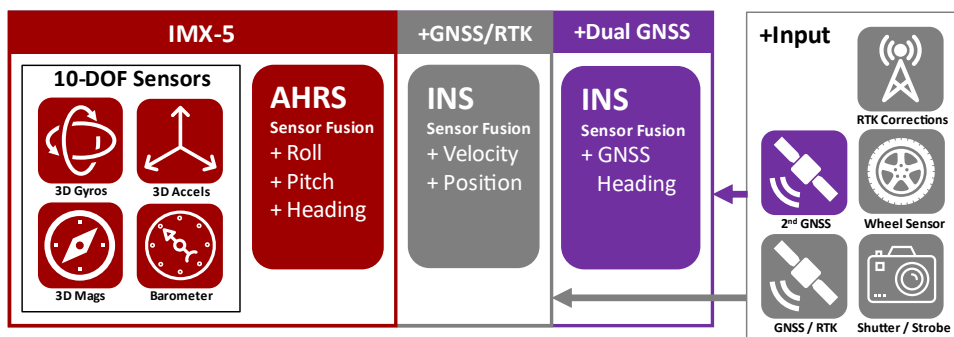 IMX-5
+GNSS/RTK
+Dual GNSS
+Input
10-DOF Sensors
3D Gyros
3D Accels
3D Mags
Barometer
AHRS
Sensor Fusion
+ Roll
+ Pitch
+ Heading
INS
Sensor Fusion
+ Velocity
+ Position
INS
Sensor Fusion
+ GNSS
Heading
RTK Corrections
2nd GNSS
Wheel Sensor
GNSS / RTK
Shutter / Strobe